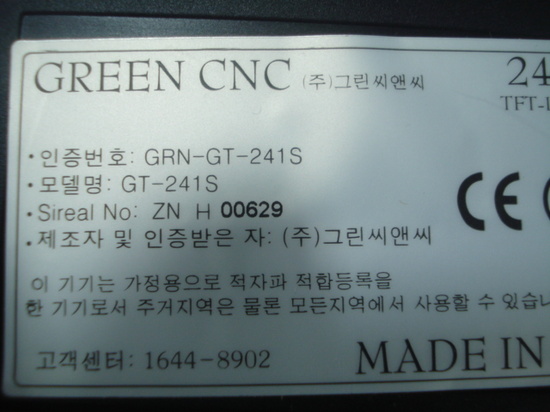 GREEN CNC (주)그린씨앤씨
24
TFT-L
· 인증번호: GRN-GT-241S
· 모델명: GT-241S
· Sireal No: ZN H 00629
· 제조자 및 인증받은 자: (주)그린씨앤씨
CE
이 기기는 가정용으로 적자파 적합등록을
한 기기로서 주거지역은 물론 모든지역에서 사용할 수 있습니
고객센터: 1644-8902
MADE IN